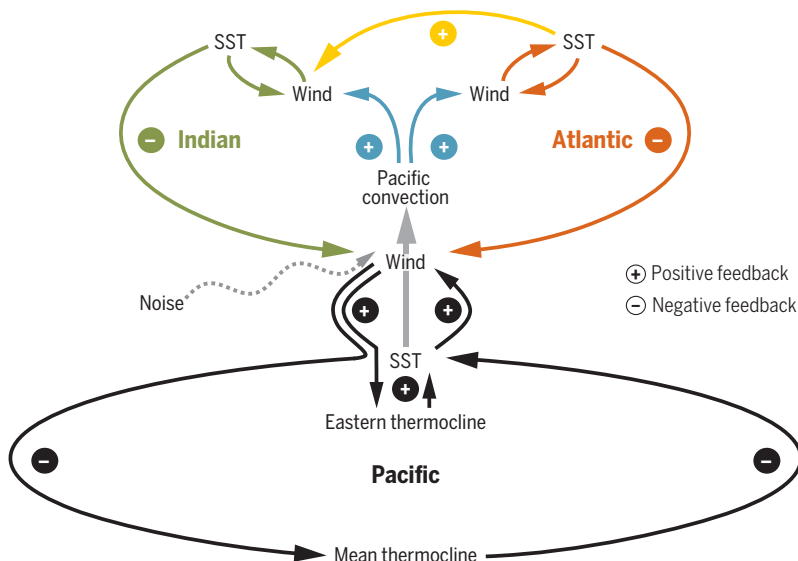 +
SST
SST
Wind
Wind
− Indian
+
+
Atlantic −
Pacific
convection
Wind
+ Positive feedback
Noise
+
+
− Negative feedback
SST
+
Eastern thermocline
−
Pacific
−
Mean thermocline